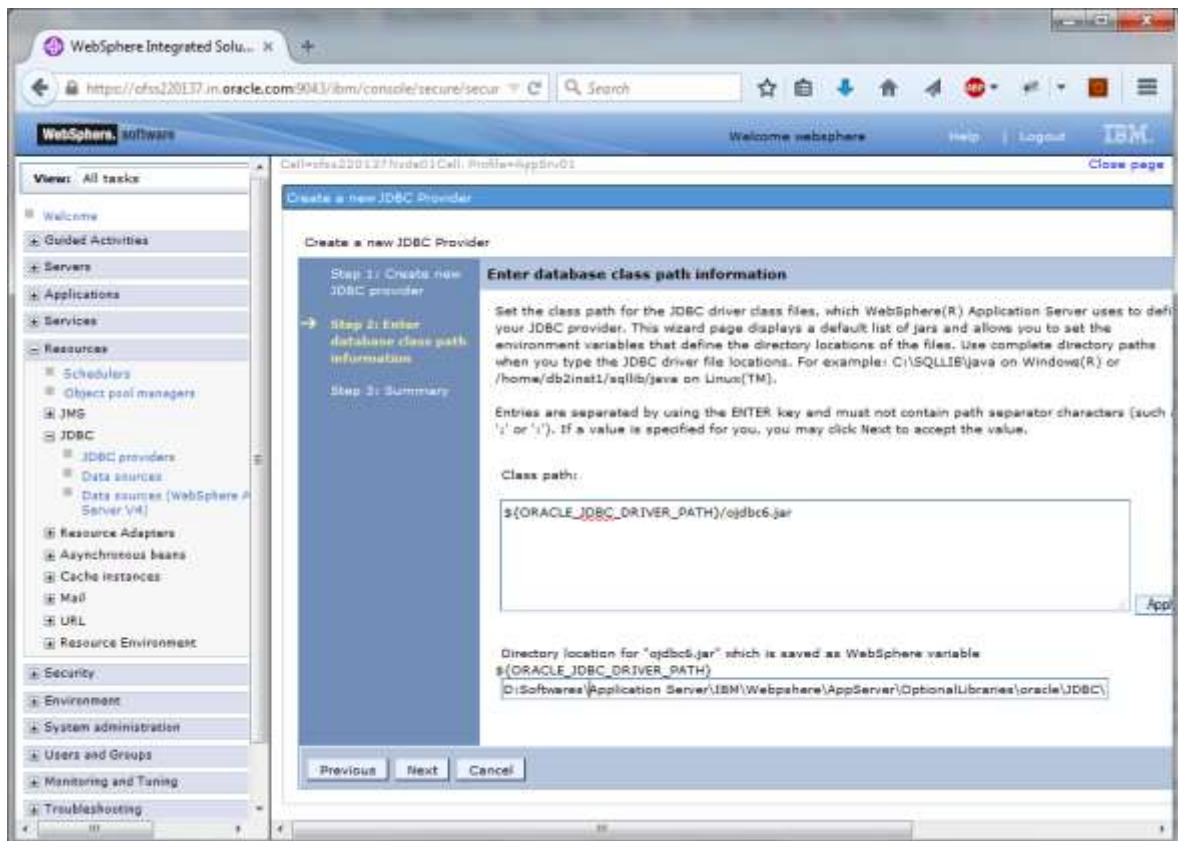 WebSphere Integrated Solu... ×
https://ofss220137.in.oracle.com:9043/ibm/console/secure/secur
Search
WebSphere. software
Welcome websphere
Help | Logout
IBM.
View: All tasks
Welcome
Guided Activities
Servers
Applications
Services
Resources
Schedulers
Object pool managers
JMS
JDBC
JDBC providers
Data sources
Data sources (WebSphere A
Server V4)
Resource Adapters
Asynchronous beans
Cache instances
Mail
URL
Resource Environment
Security
Environment
System administration
Users and Groups
Monitoring and Tuning
Troubleshooting
Cell=ofss220137Node01Cell, Profile=AppSrv01
Close page
Create a new JDBC Provider
Create a new JDBC Provider
Step 1: Create new
JDBC provider
Step 2: Enter
database class path
information
Step 3: Summary
Enter database class path information
Set the class path for the JDBC driver class files, which WebSphere(R) Application Server uses to defi
your JDBC provider. This wizard page displays a default list of jars and allows you to set the
environment variables that define the directory locations of the files. Use complete directory paths
when you type the JDBC driver file locations. For example: C:\SQLLIB\java on Windows(R) or
/home/db2inst1/sqllib/java on Linux(TM).
Entries are separated by using the ENTER key and must not contain path separator characters (such
';' or ':'). If a value is specified for you, you may click Next to accept the value.
Class path:
${ORACLE_JDBC_DRIVER_PATH}/ojdbc6.jar
Appl
Directory location for "ojdbc6.jar" which is saved as WebSphere variable
${ORACLE_JDBC_DRIVER_PATH}
D:Softwares\Application Server\IBM\Webpshere\AppServer\OptionalLibraries\oracle\JDBC\
Previous Next Cancel